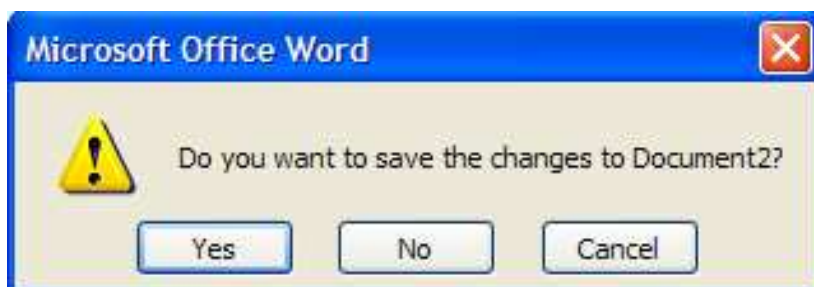 Microsoft Office Word
Do you want to save the changes to Document2?
Yes No Cancel